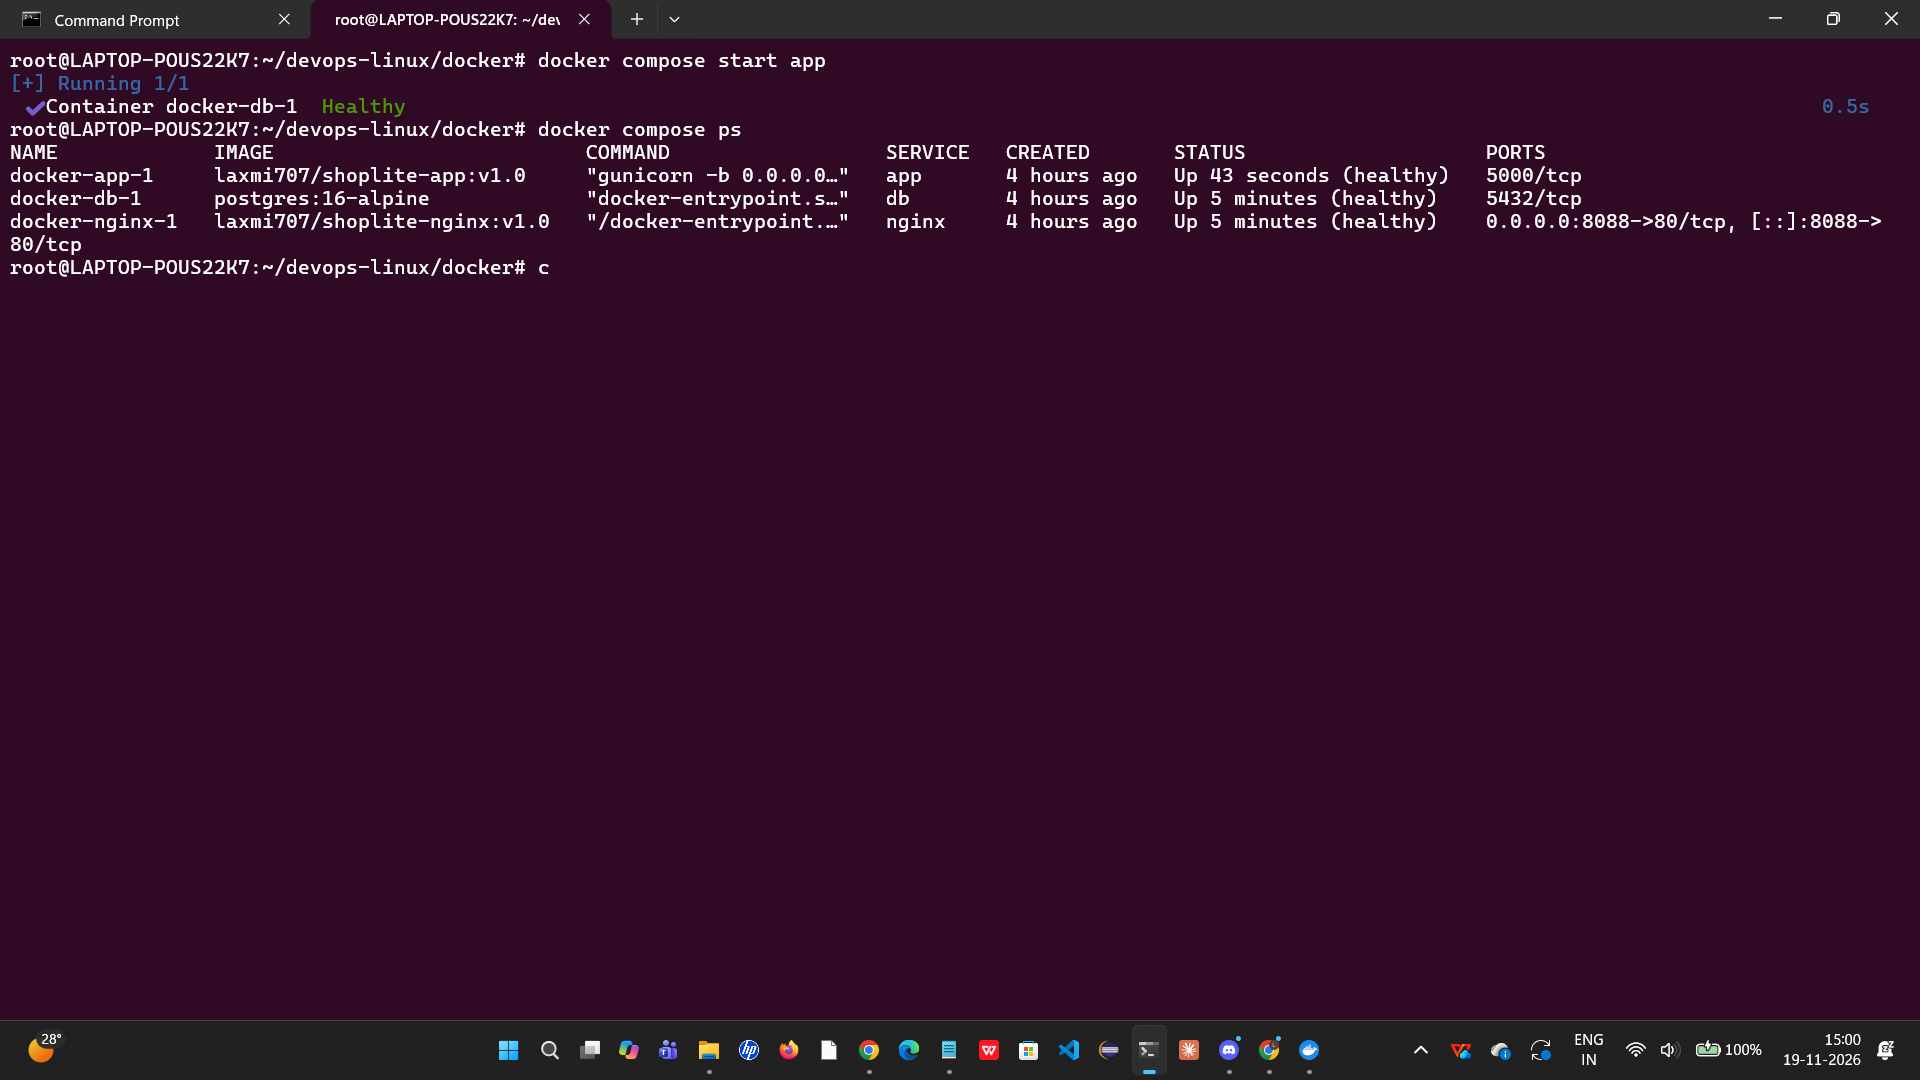 Command Prompt
root@LAPTOP-POUS22K7: ~/dev
root@LAPTOP-POUS22K7:~/devops-linux/docker# docker compose start app
[+] Running 1/1
✔Container docker-db-1  Healthy 0.5s
root@LAPTOP-POUS22K7:~/devops-linux/docker# docker compose ps
NAME IMAGE COMMAND SERVICE CREATED STATUS PORTS
docker-app-1 laxmi707/shoplite-app:v1.0 "gunicorn -b 0.0.0.0…" app 4 hours ago Up 43 seconds (healthy) 5000/tcp
docker-db-1 postgres:16-alpine "docker-entrypoint.s…" db 4 hours ago Up 5 minutes (healthy) 5432/tcp
docker-nginx-1 laxmi707/shoplite-nginx:v1.0 "/docker-entrypoint.…" nginx 4 hours ago Up 5 minutes (healthy) 0.0.0.0:8088->80/tcp, [::]:8088->
80/tcp
root@LAPTOP-POUS22K7:~/devops-linux/docker# c
28°
ENG
IN
100%
15:00
19-11-2026